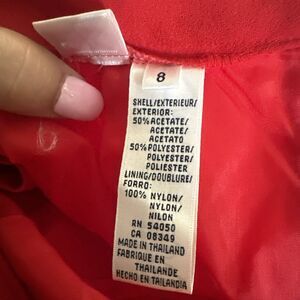 8
SHELL/EXTERIEUR/
EXTERIOR:
50% ACETATE/
ACETATE/
ACETATO
50% POLYESTER/
POLYESTER/
POLIESTER
LINING/DOUBLURE/
FORRO:
100% NYLON/
NYLON/
NILON
RN 54050
CA 08349
MADE IN THAILAND
FABRIQUE EN
THAILANDE
HECHO EN TAILANDIA